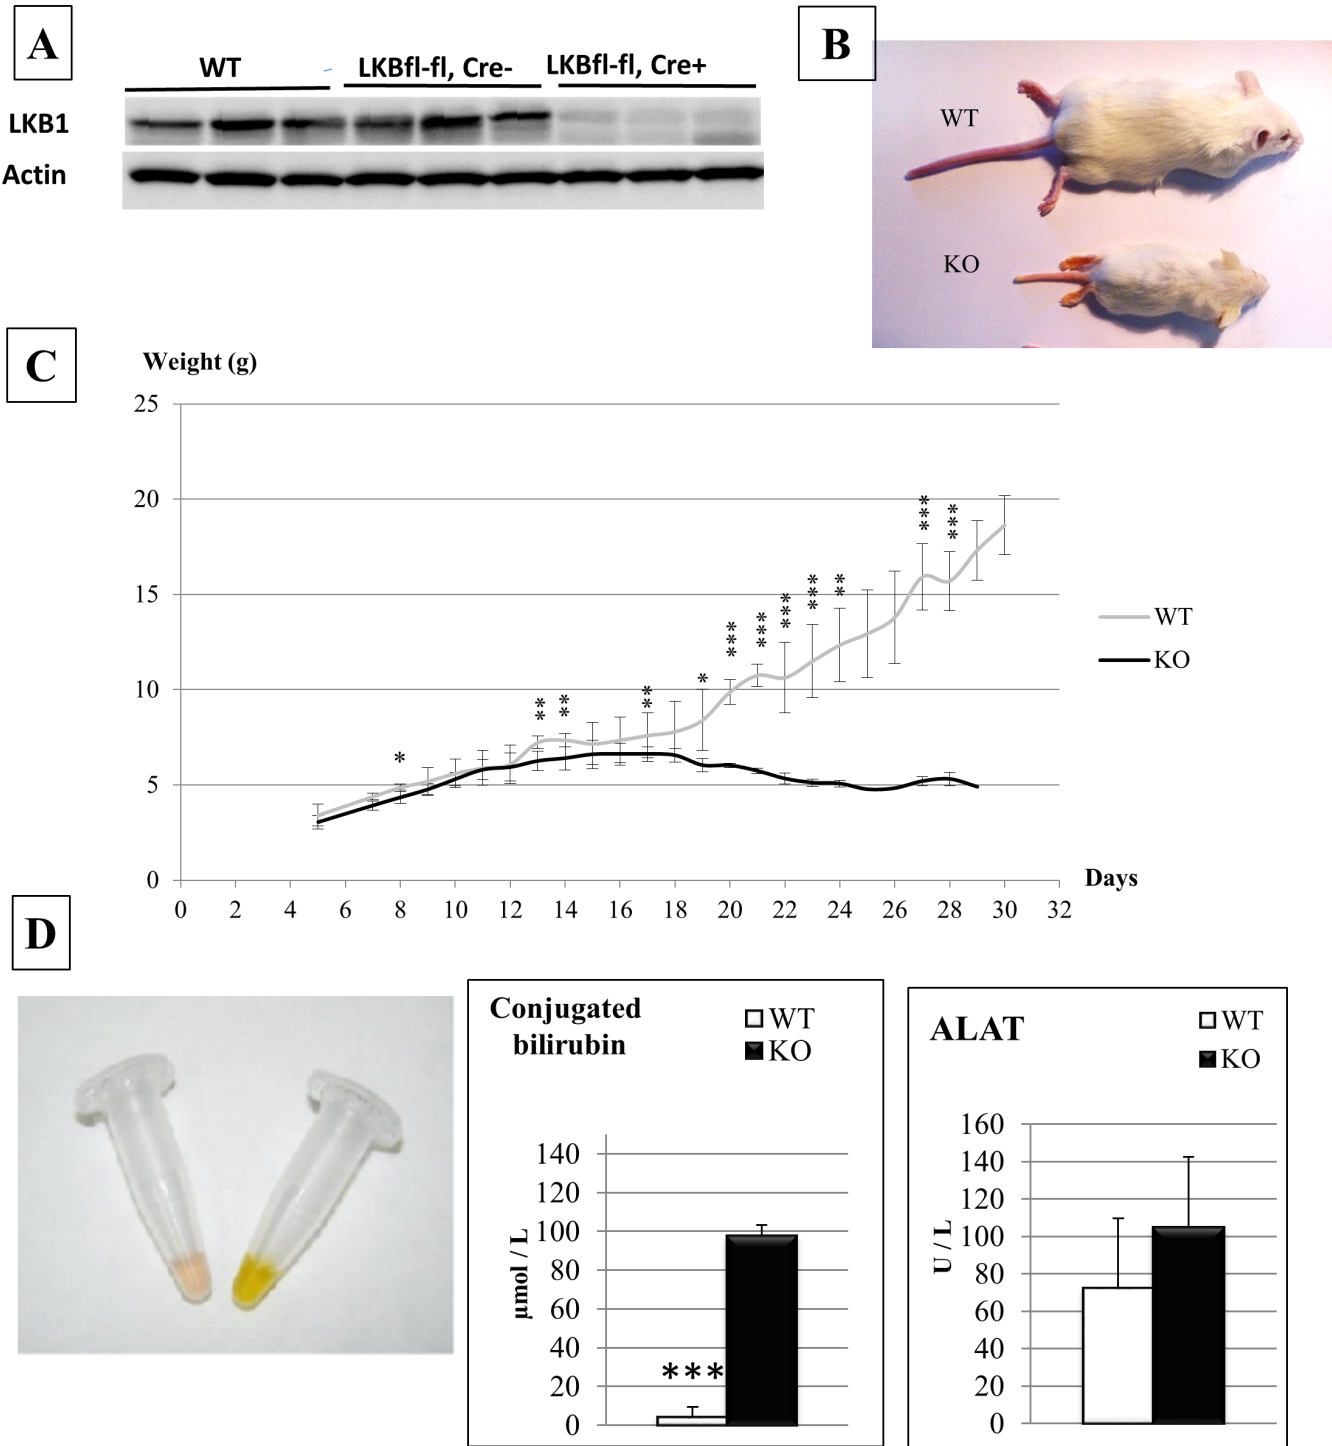 A
WT
LKBfl-fl, Cre-
LKBfl-fl, Cre+
LKB1
Actin
B
WT
KO
C
Weight (g)
25
20
15
10
5
0
0 2 4 6 8 10 12 14 16 18 20 22 24 26 28 30 32
Days
*
**
**
**
*
***
***
***
***
**
***
***
WT
KO
D
Conjugated
bilirubin
WT
KO
µmol / L
140
120
100
80
60
40
20
0
***
ALAT
WT
KO
U / L
160
140
120
100
80
60
40
20
0